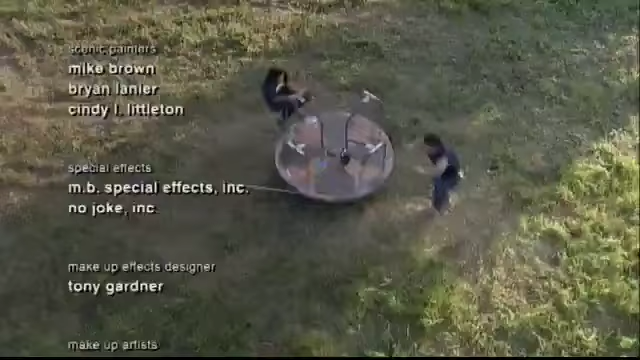 scenic painters
mike brown
bryan lanier
cindy l. littleton
special effects
m.b. special effects, inc.
no joke, inc.
make up effects designer
tony gardner
make up artists